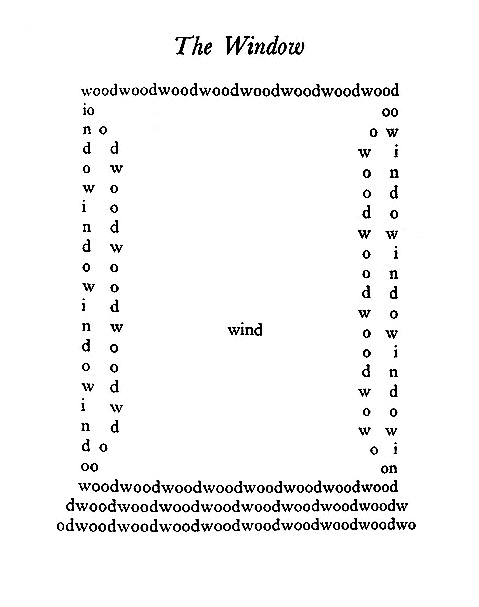 The Window
woodwoodwoodwoodwoodwoodwoodwood
io oo
n o o w
d d w i
o w o n
w o o d
i o d o
n d w w
d w o i
o o o n
w o d d
i d w o
n w wind o w
d o o i
o o d n
w d w d
i w o o
n d w w
d o o i
oo on
woodwoodwoodwoodwoodwoodwoodwood
dwoodwoodwoodwoodwoodwoodwoodwoodw
odwoodwoodwoodwoodwoodwoodwoodwoodwo